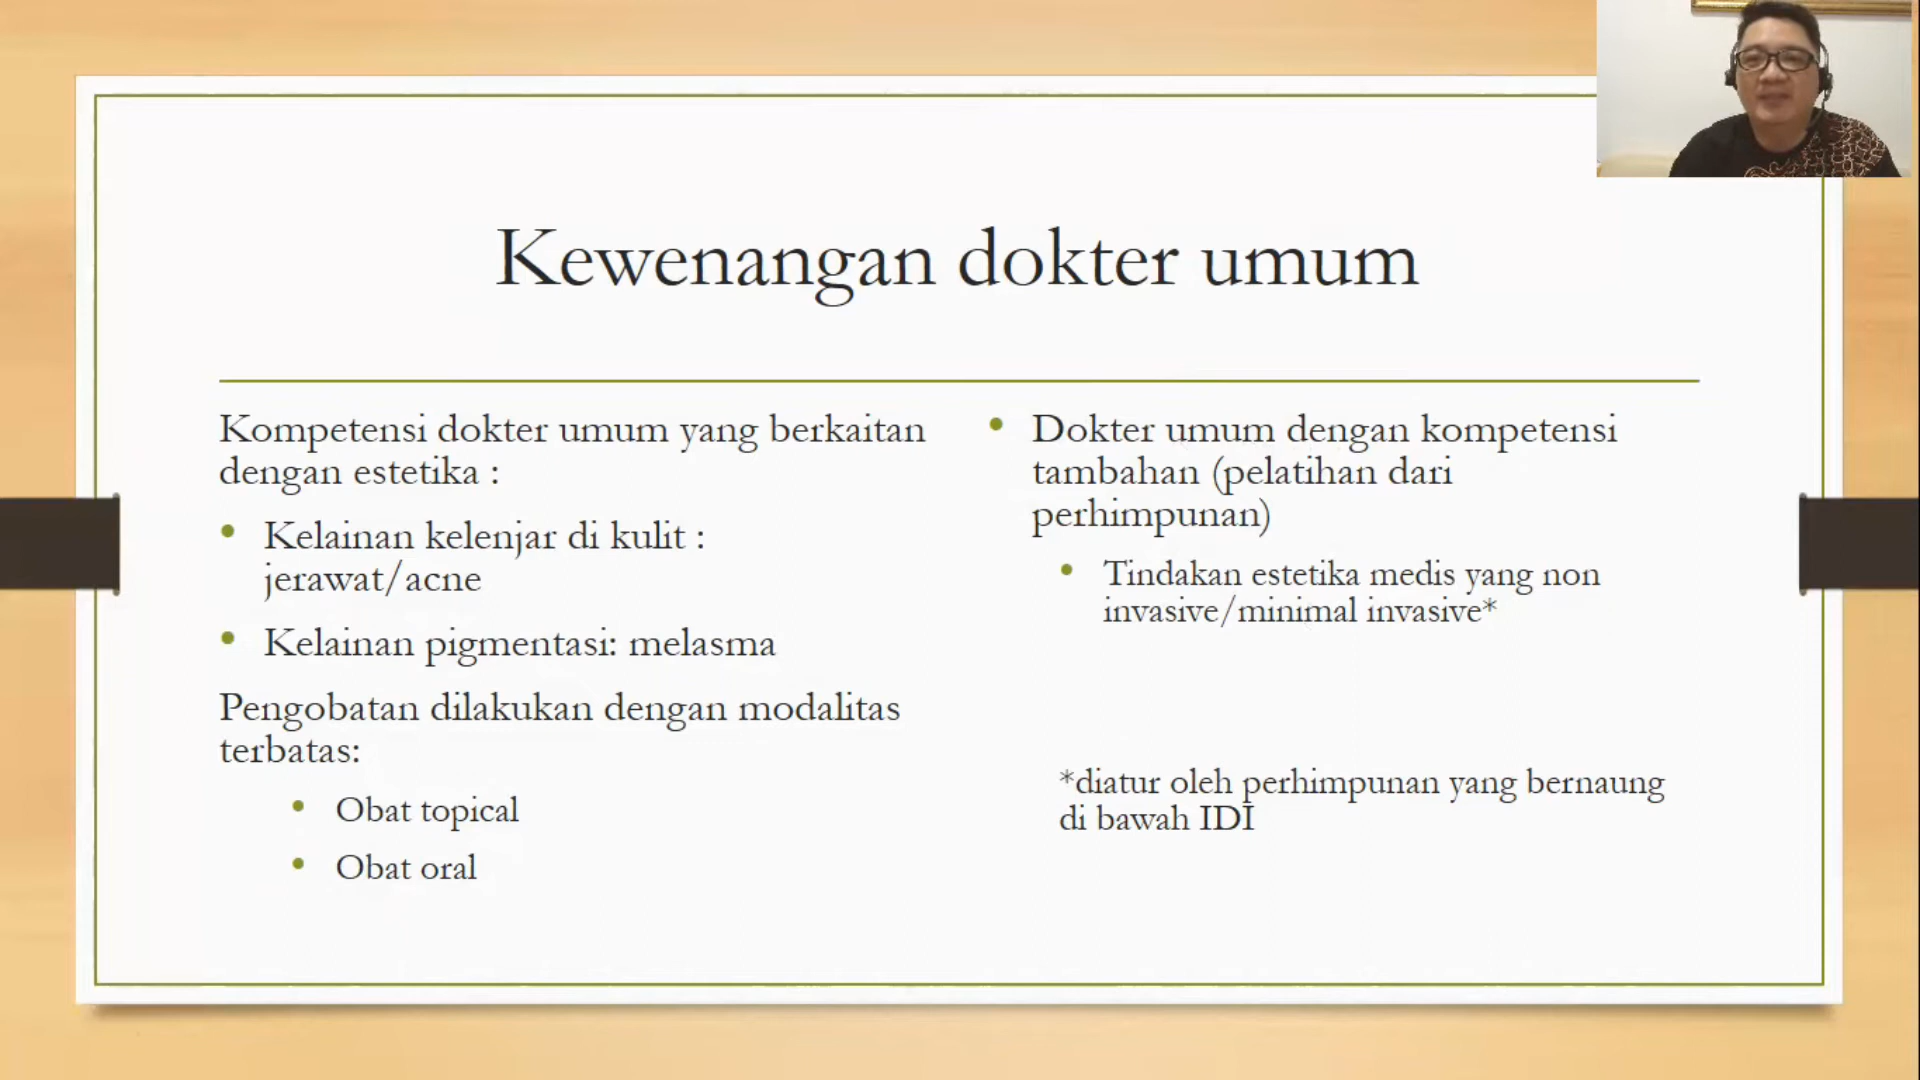 Kewenangan dokter umum
Kompetensi dokter umum yang berkaitan
dengan estetika :
• Kelainan kelenjar di kulit :
jerawat/acne
• Kelainan pigmentasi: melasma
Pengobatan dilakukan dengan modalitas
terbatas:
• Obat topical
• Obat oral
• Dokter umum dengan kompetensi
tambahan (pelatihan dari
perhimpunan)
• Tindakan estetika medis yang non
invasive/minimal invasive*
*diatur oleh perhimpunan yang bernaung
di bawah IDI